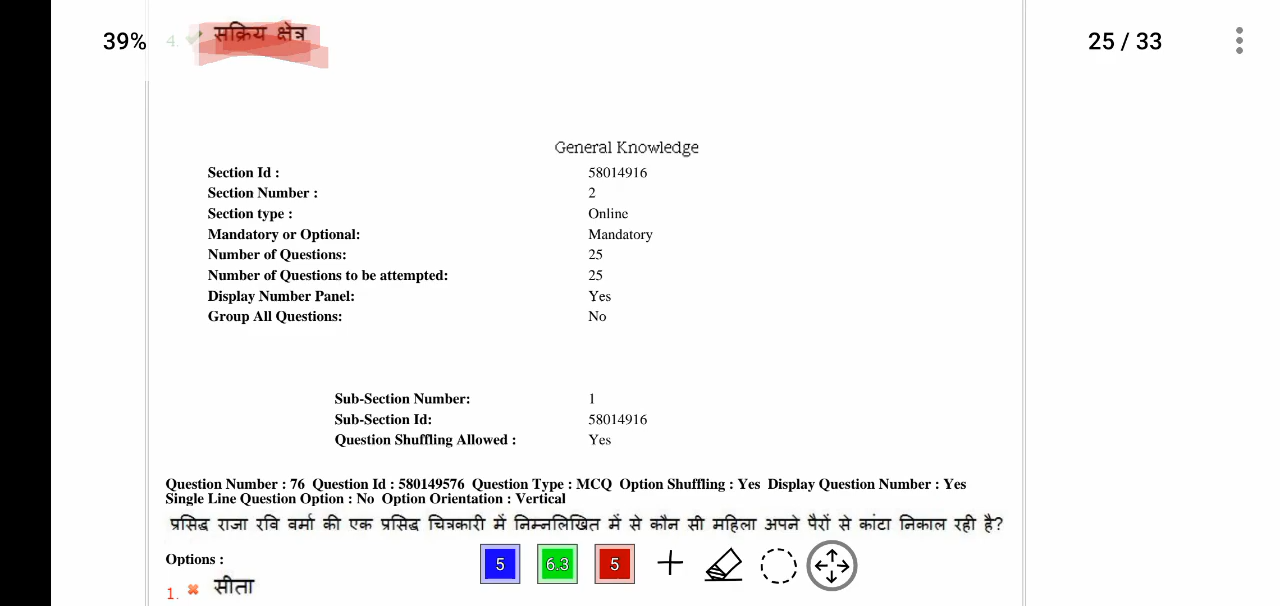 39%
4. सक्रिय क्षेत्र
25 / 33
General Knowledge
Section Id : 58014916
Section Number : 2
Section type : Online
Mandatory or Optional: Mandatory
Number of Questions: 25
Number of Questions to be attempted: 25
Display Number Panel: Yes
Group All Questions: No
Sub-Section Number: 1
Sub-Section Id: 58014916
Question Shuffling Allowed : Yes
Question Number : 76 Question Id : 580149576 Question Type : MCQ Option Shuffling : Yes Display Question Number : Yes
Single Line Question Option : No Option Orientation : Vertical
प्रसिद्ध राजा रवि वर्मा की एक प्रसिद्ध चित्रकारी में निम्नलिखित में से कौन सी महिला अपने पैरों से कांटा निकाल रही है?
Options :
5 6.3 5
1. सीता